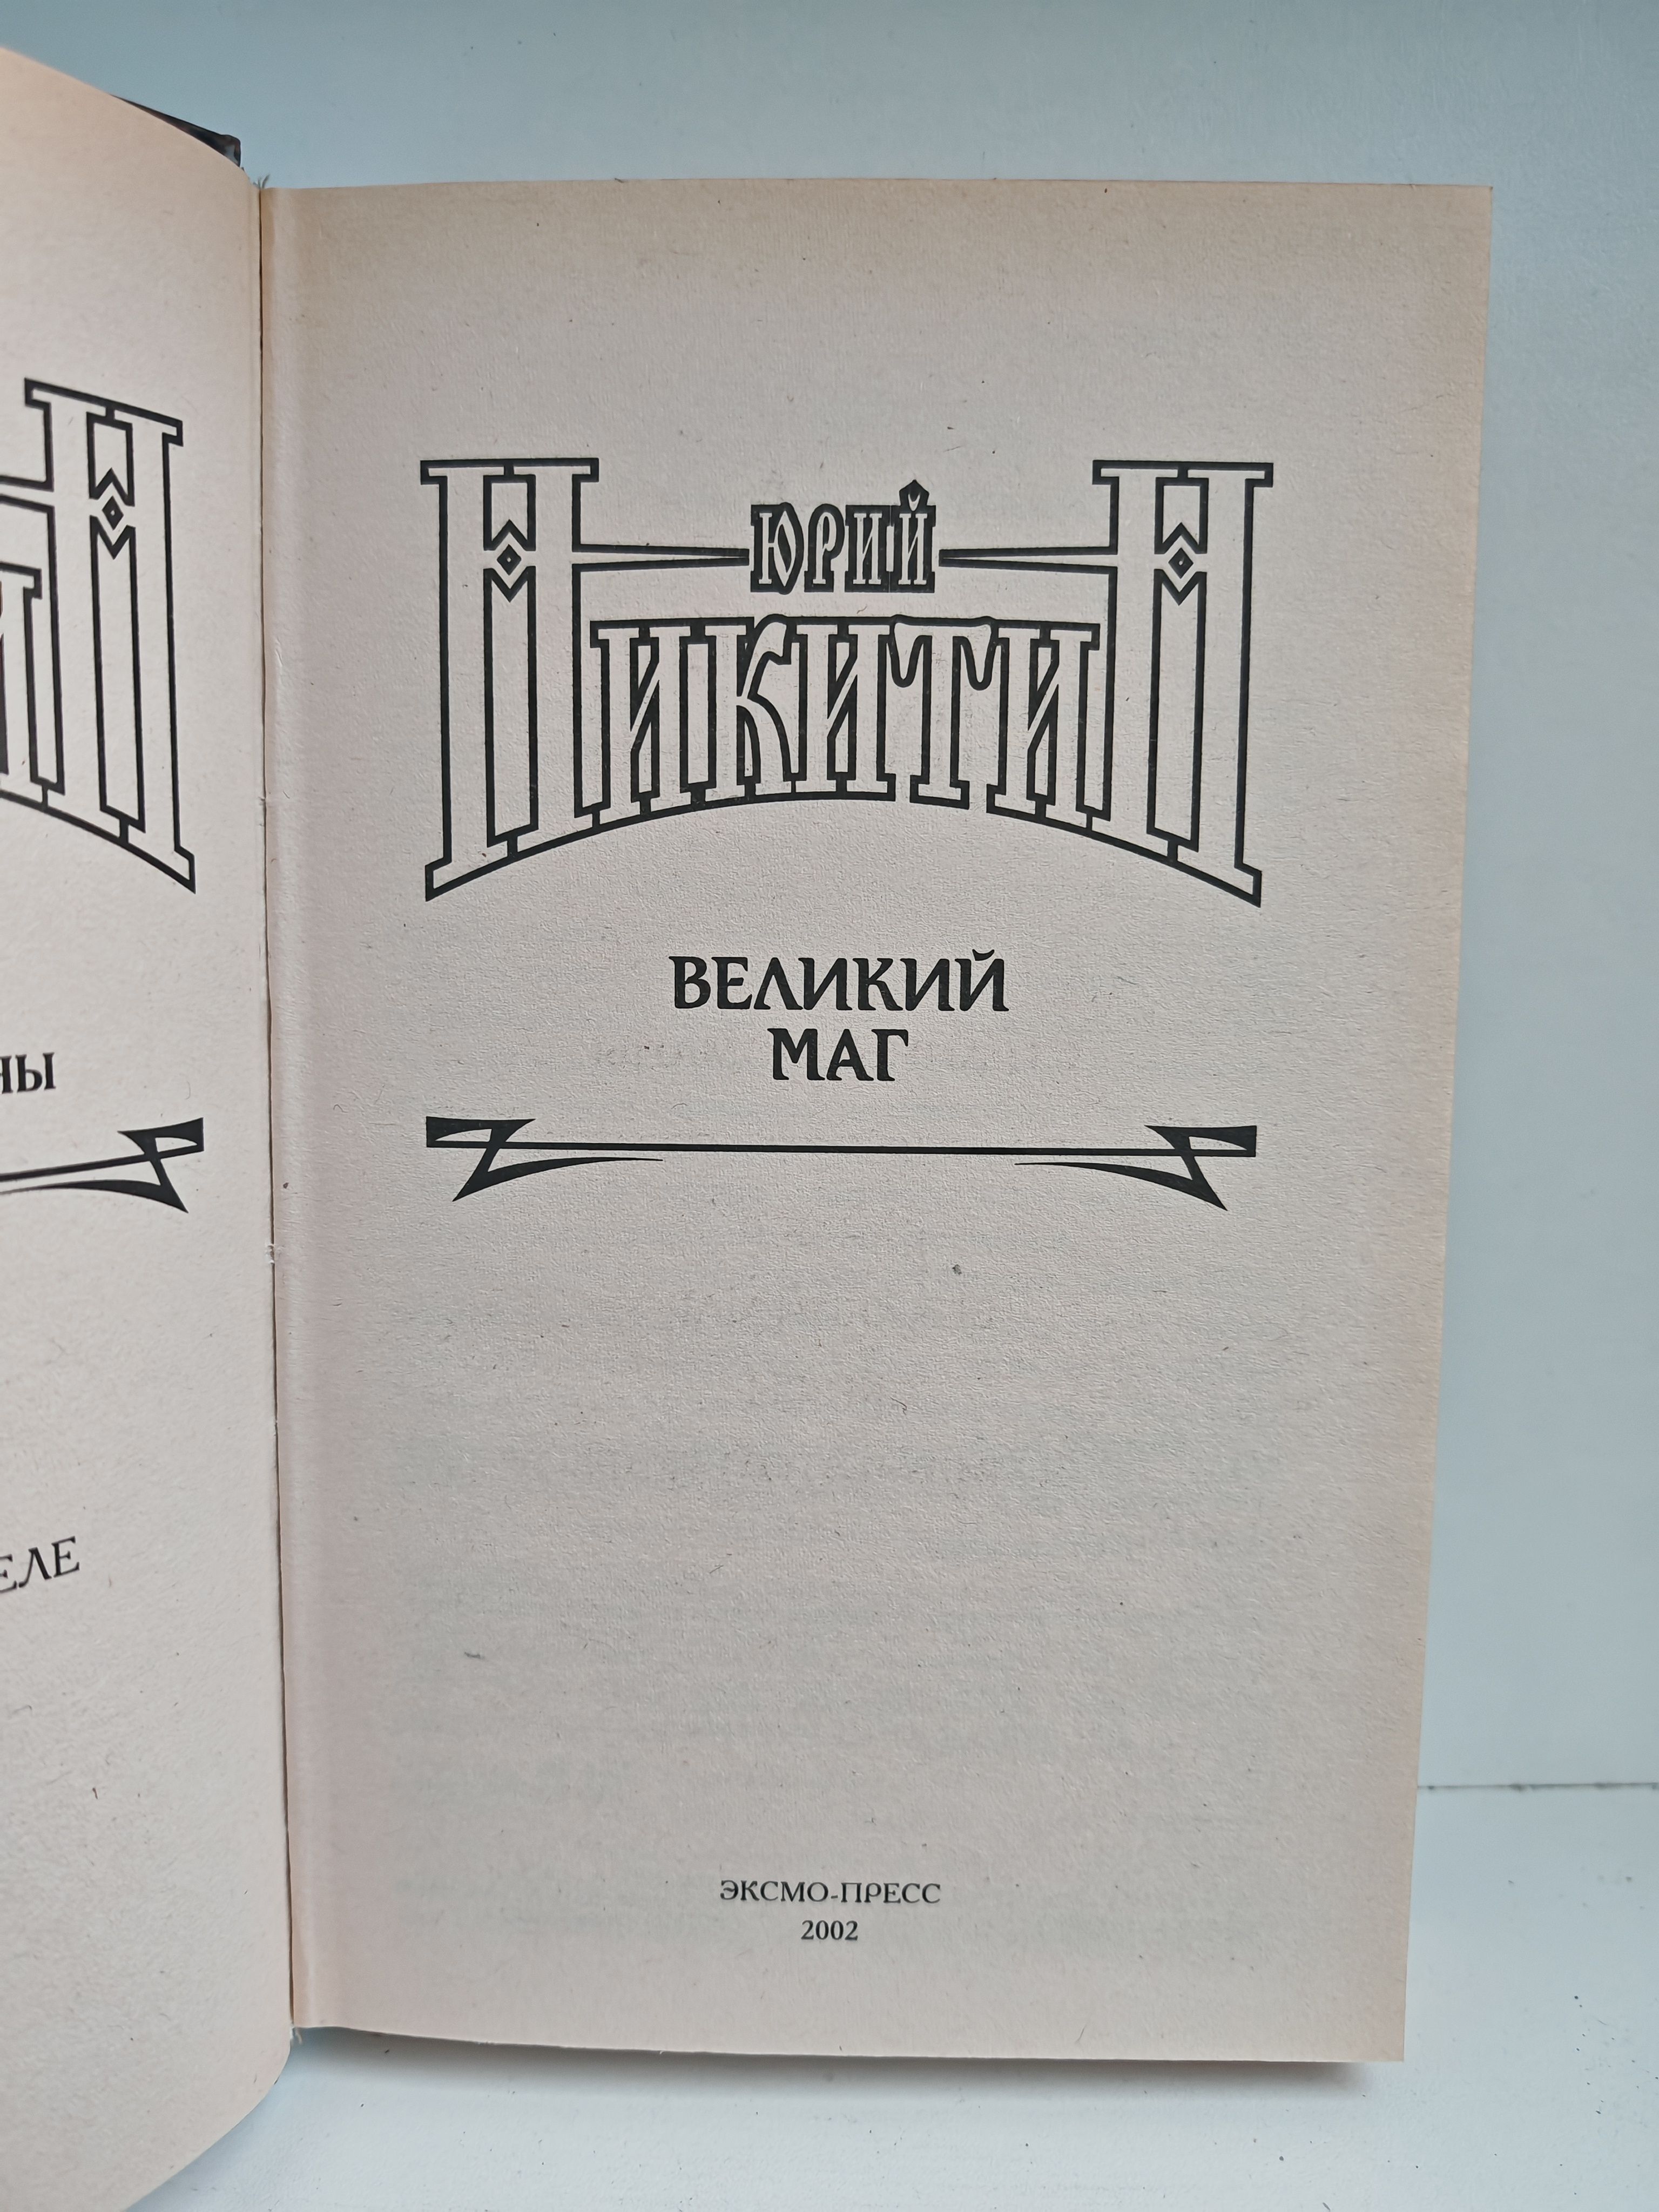 ЮРИЙ
НИКИТИН
ВЕЛИКИЙ
МАГ
ЭКСМО-ПРЕСС
2002